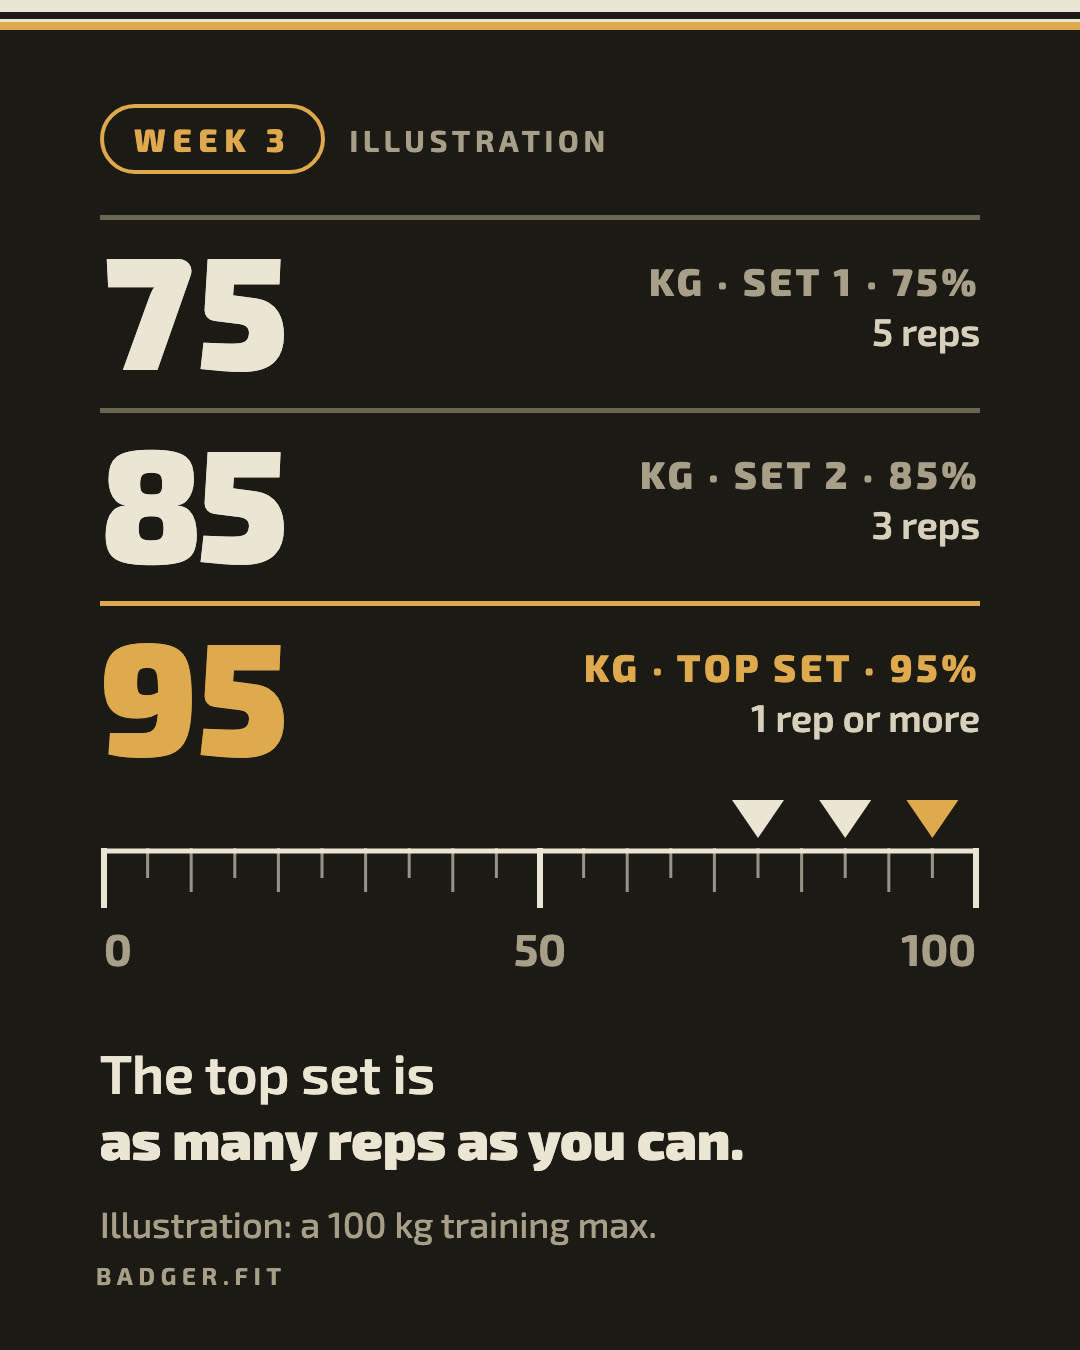 WEEK 3 ILLUSTRATION
75
KG · SET 1 · 75%
5 reps
85
KG · SET 2 · 85%
3 reps
95
KG · TOP SET · 95%
1 rep or more
0 50 100
The top set is
as many reps as you can.
Illustration: a 100 kg training max.
BADGER.FIT